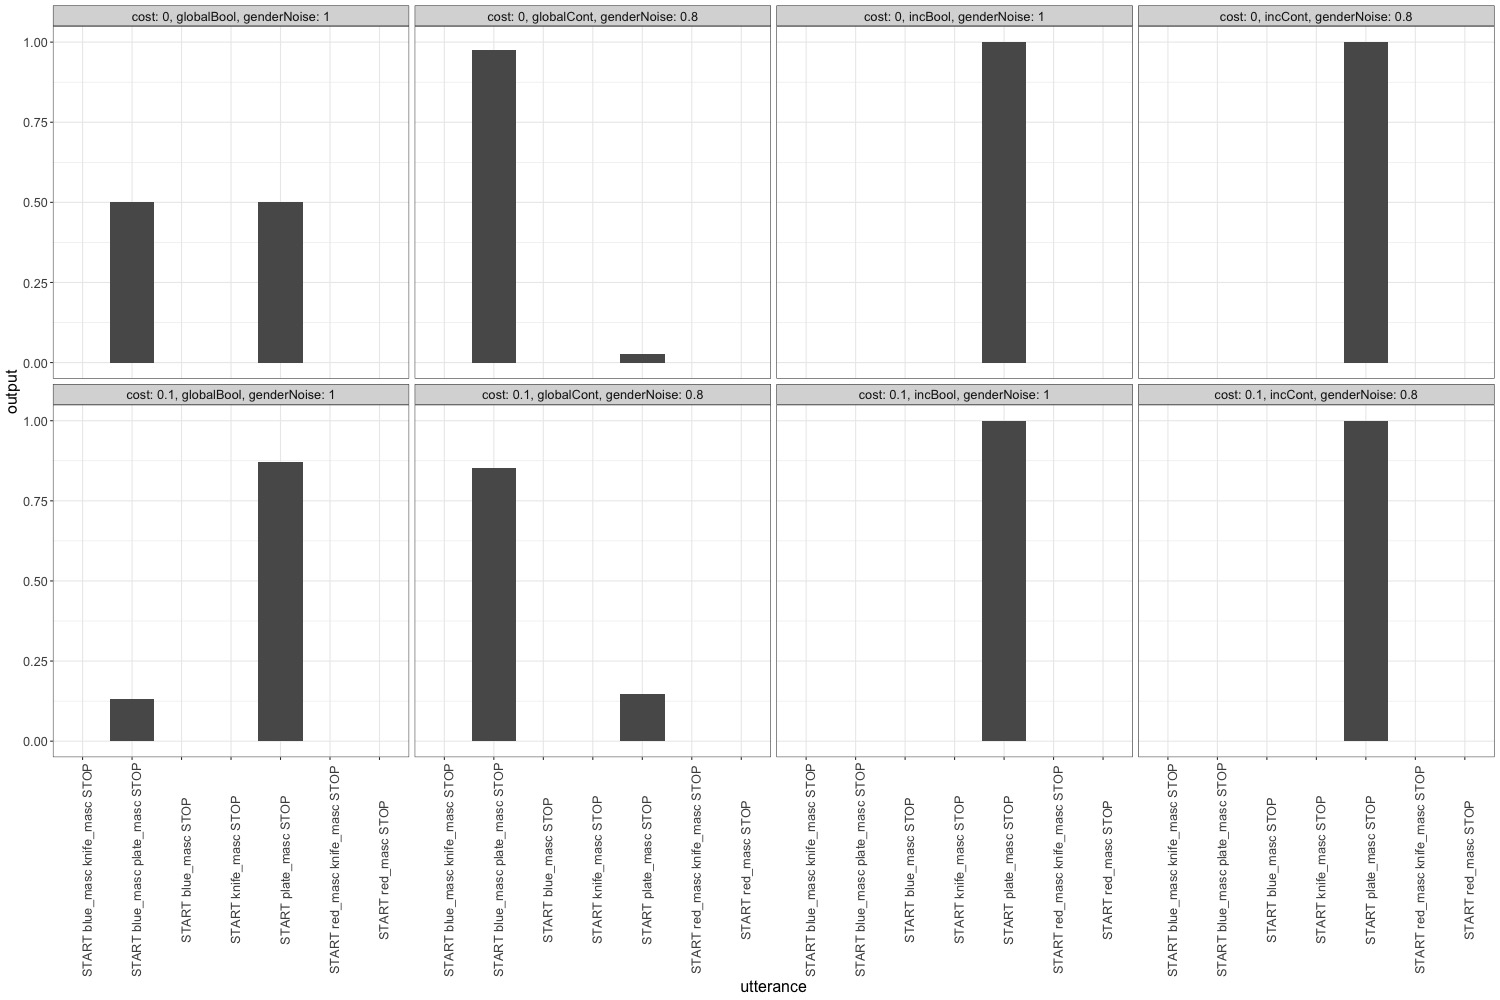 cost: 0, globalBool, genderNoise: 1
cost: 0, globalCont, genderNoise: 0.8
cost: 0, incBool, genderNoise: 1
cost: 0, incCont, genderNoise: 0.8
1.00
0.75
0.50
0.25
0.00
output
cost: 0.1, globalBool, genderNoise: 1
cost: 0.1, globalCont, genderNoise: 0.8
cost: 0.1, incBool, genderNoise: 1
cost: 0.1, incCont, genderNoise: 0.8
1.00
0.75
0.50
0.25
0.00
START blue_masc knife_masc STOP
START blue_masc plate_masc STOP
START blue_masc STOP
START knife_masc STOP
START plate_masc STOP
START red_masc knife_masc STOP
START red_masc STOP
START blue_masc knife_masc STOP
START blue_masc plate_masc STOP
START blue_masc STOP
START knife_masc STOP
START plate_masc STOP
START red_masc knife_masc STOP
START red_masc STOP
START blue_masc knife_masc STOP
START blue_masc plate_masc STOP
START blue_masc STOP
START knife_masc STOP
START plate_masc STOP
START red_masc knife_masc STOP
START red_masc STOP
START blue_masc knife_masc STOP
START blue_masc plate_masc STOP
START blue_masc STOP
START knife_masc STOP
START plate_masc STOP
START red_masc knife_masc STOP
START red_masc STOP
utterance